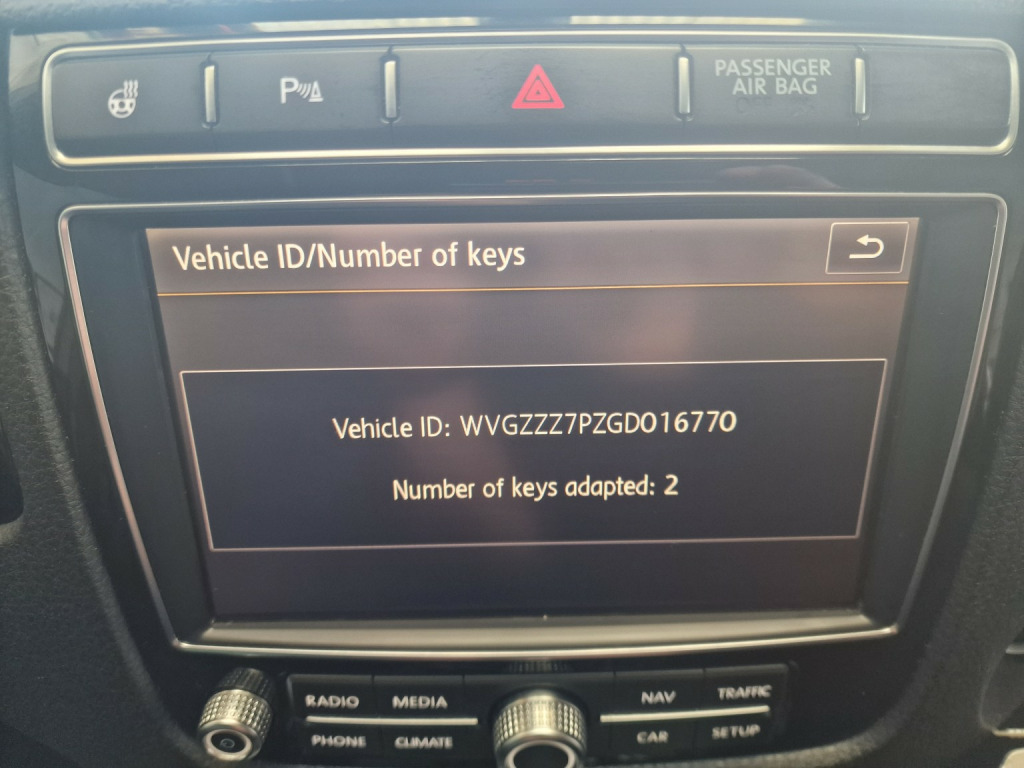 P
PASSENGER
AIR BAG
Vehicle ID/Number of keys
Vehicle ID: WVGZZZ7PZGD016770
Number of keys adapted: 2
RADIO MEDIA NAV TRAFFIC
PHONE CLIMATE CAR SETUP